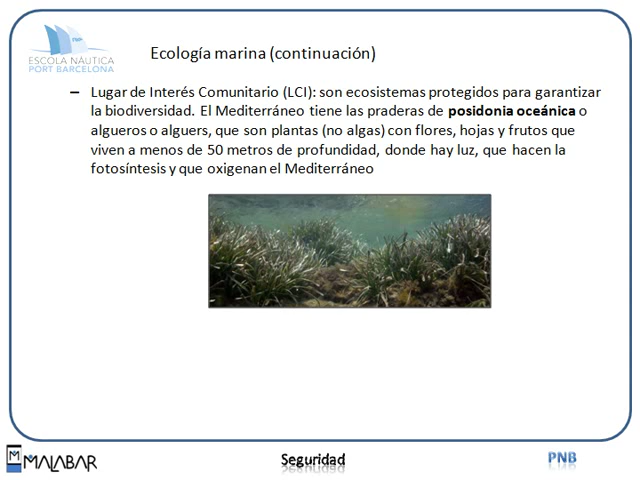 ESCOLA NÁUTICA
PORT BARCELONA
Ecología marina (continuación)
– Lugar de Interés Comunitario (LCI): son ecosistemas protegidos para garantizar
la biodiversidad. El Mediterráneo tiene las praderas de posidonia oceánica o
algueros o alguers, que son plantas (no algas) con flores, hojas y frutos que
viven a menos de 50 metros de profundidad, donde hay luz, que hacen la
fotosíntesis y que oxigenan el Mediterráneo
M MALABAR
Seguridad
PNB